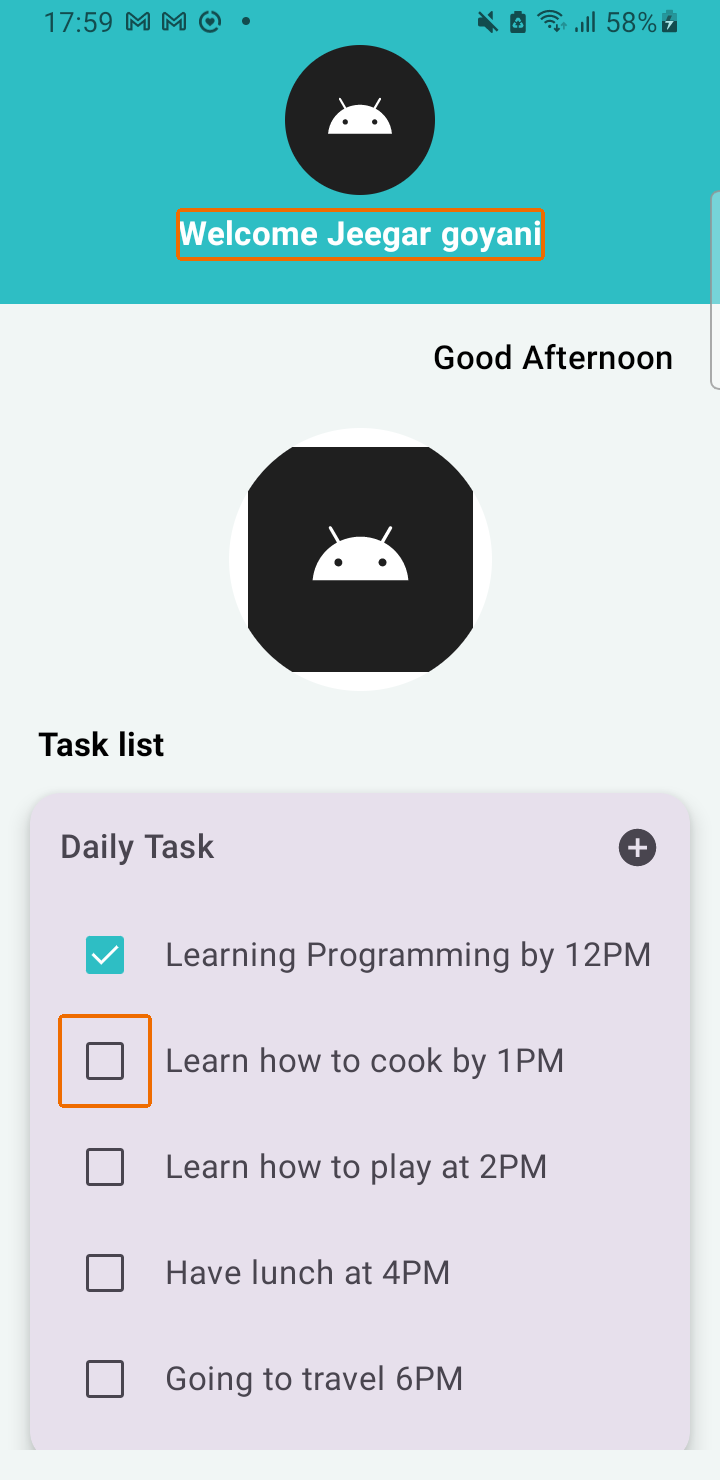 17:59 58%
Welcome Jeegar goyani
Good Afternoon
Task list
Daily Task
Learning Programming by 12PM
Learn how to cook by 1PM
Learn how to play at 2PM
Have lunch at 4PM
Going to travel 6PM